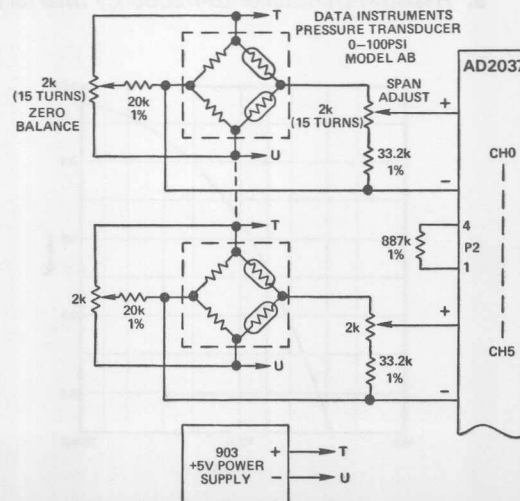 T
DATA INSTRUMENTS
PRESSURE TRANSDUCER
0–100PSI
MODEL AB
AD2037
2k
(15 TURNS)
ZERO
BALANCE
20k
1%
SPAN
ADJUST
2k
(15 TURNS)
+
33.2k
1%
U
–
CH0
T
887k
1%
4
P2
1
2k
20k
1%
2k
+
33.2k
1%
CH5
U
–
903
+5V POWER
SUPPLY
+
T
–
U